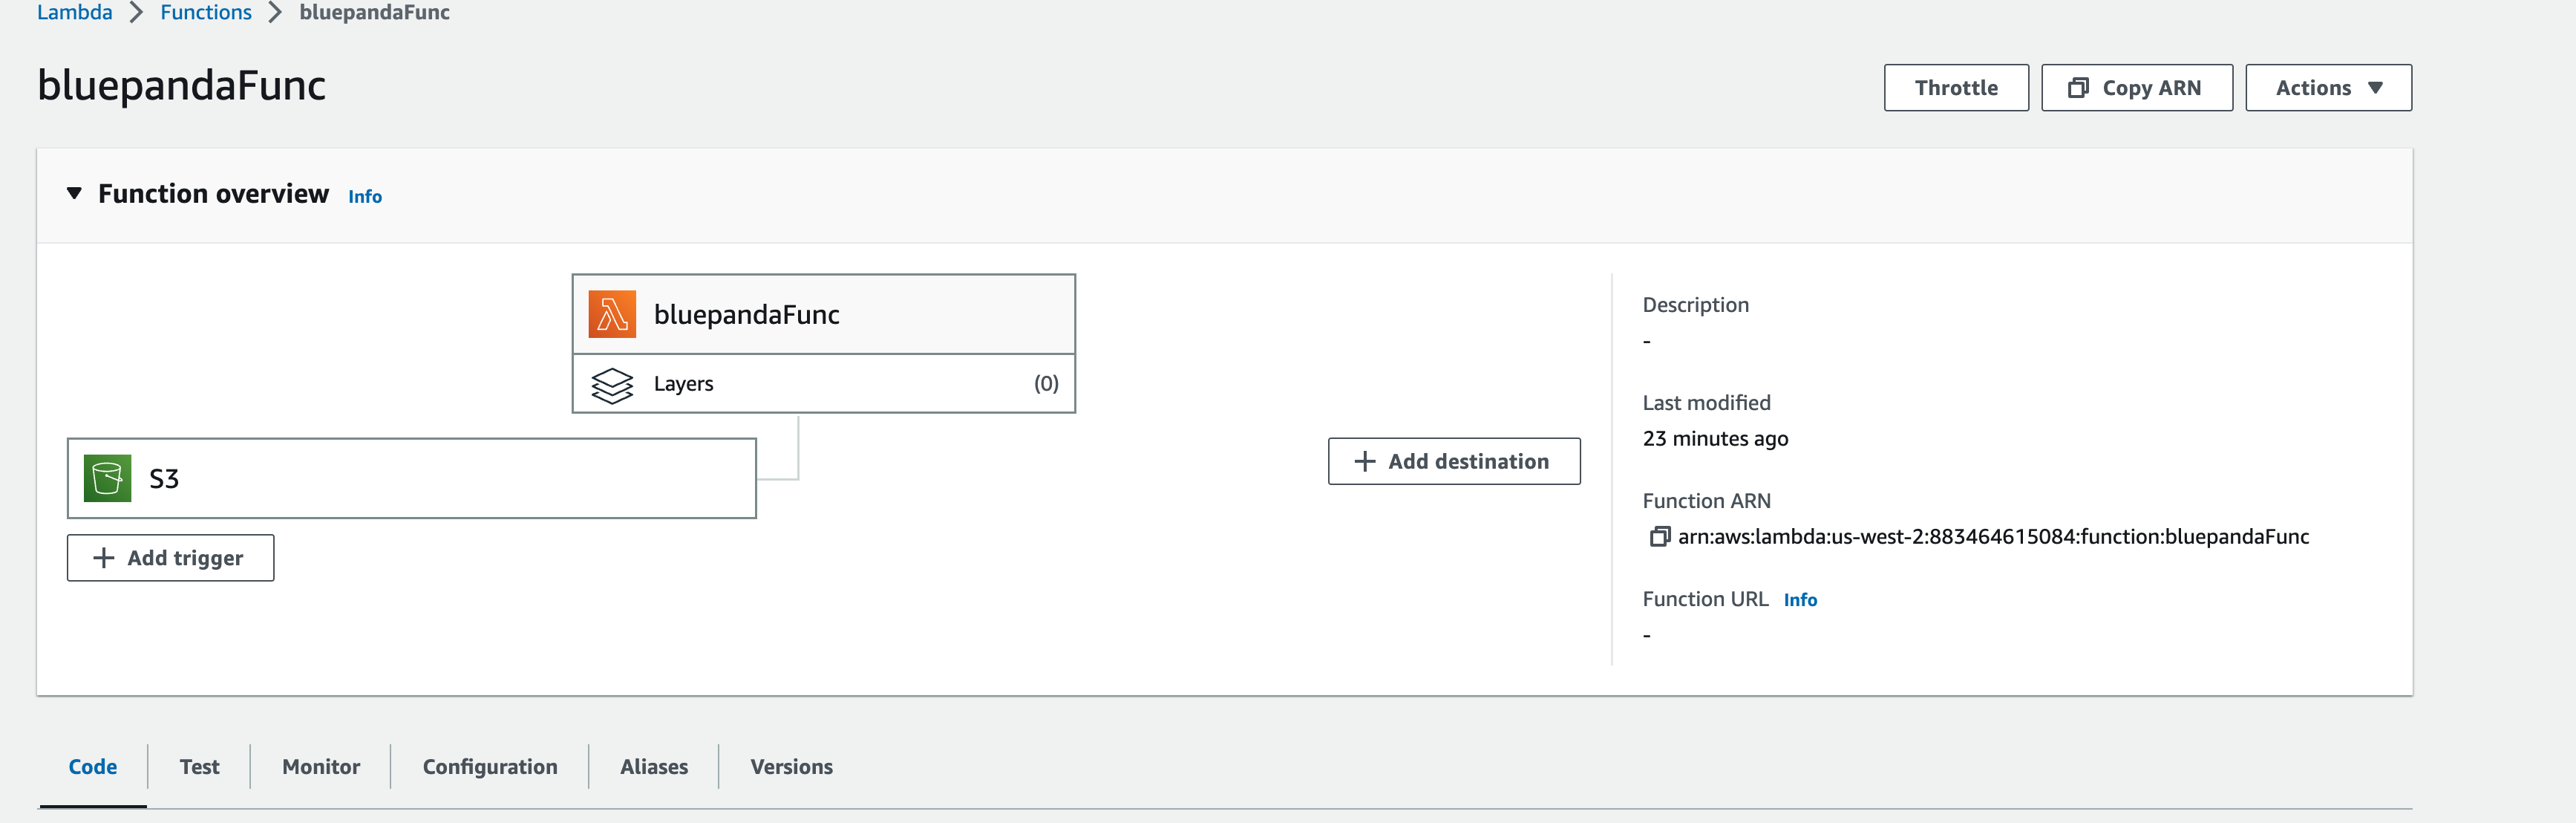 Lambda > Functions > bluepandaFunc
bluepandaFunc
Throttle
Copy ARN
Actions
Function overview Info
bluepandaFunc
Layers (0)
S3
Add trigger
Add destination
Description
-
Last modified
23 minutes ago
Function ARN
arn:aws:lambda:us-west-2:883464615084:function:bluepandaFunc
Function URL Info
-
Code
Test
Monitor
Configuration
Aliases
Versions